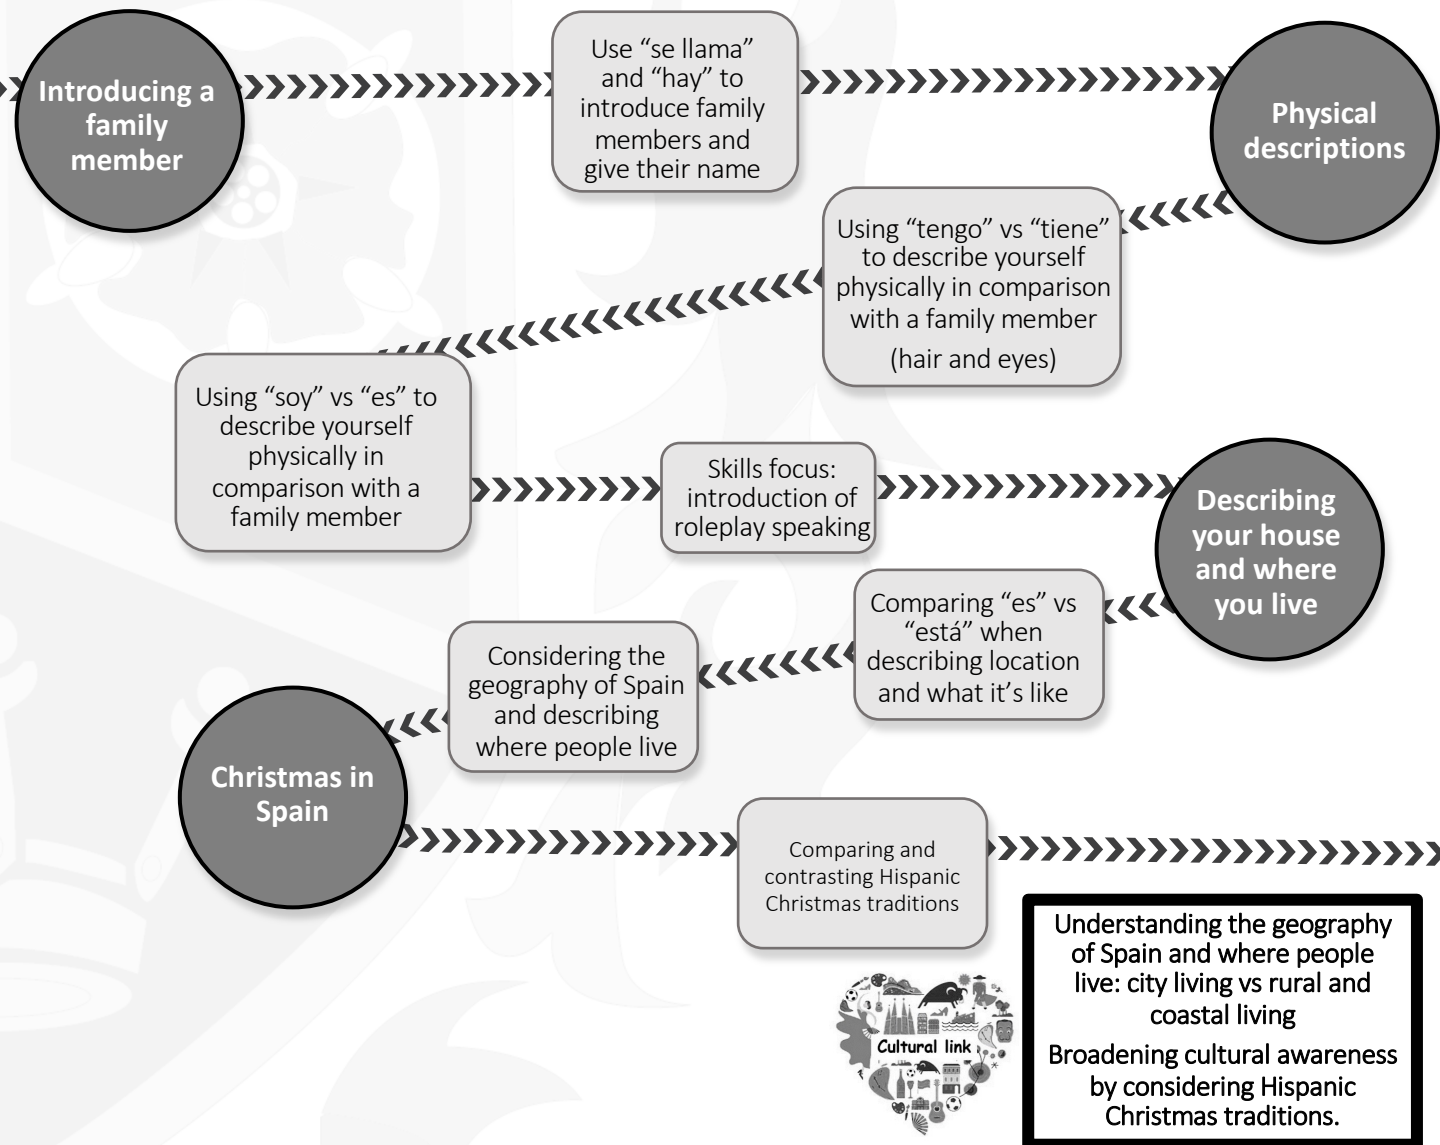 Introducing a
family
member
Use “se llama”
and “hay” to
introduce family
members and
give their name
Physical
descriptions
Using “tengo” vs “tiene”
to describe yourself
physically in comparison
with a family member
(hair and eyes)
Using “soy” vs “es” to
describe yourself
physically in
comparison with a
family member
Skills focus:
introduction of
roleplay speaking
Describing
your house
and where
you live
Comparing “es” vs
“está” when
describing location
and what it’s like
Considering the
geography of Spain
and describing
where people live
Christmas in
Spain
Comparing and
contrasting Hispanic
Christmas traditions
Cultural link
Understanding the geography
of Spain and where people
live: city living vs rural and
coastal living
Broadening cultural awareness
by considering Hispanic
Christmas traditions.